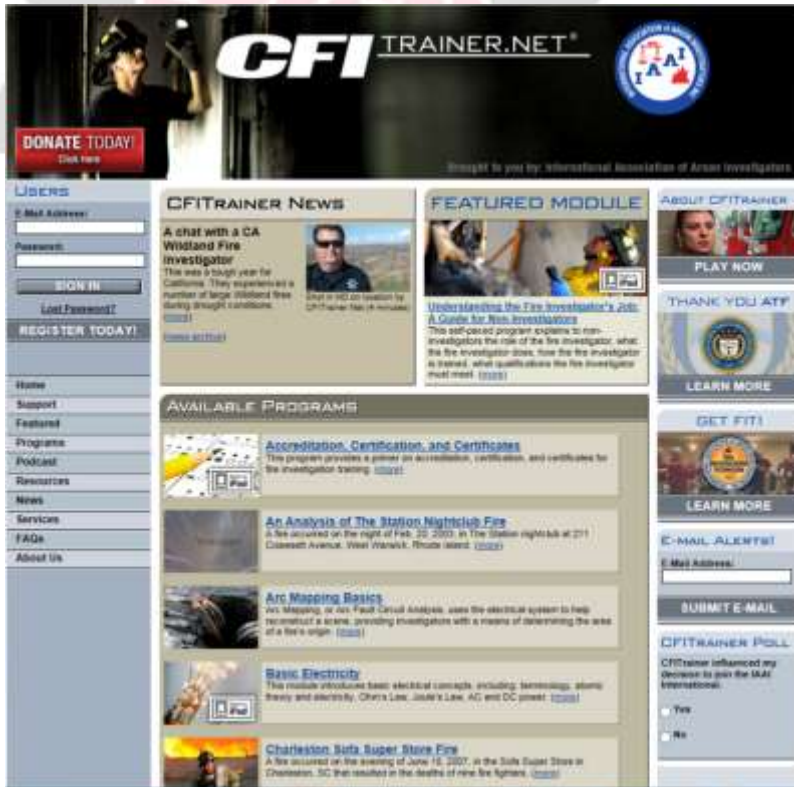 CFI TRAINER.NET®
DONATE TODAY!
Click here
Brought to you by: International Association of Arson Investigators
USERS
E-Mail Address:
Password:
SIGN IN
Lost Password?
REGISTER TODAY!
Home
Support
Featured
Programs
Podcast
Resources
News
Services
FAQs
About Us
CFITRAINER NEWS
A chat with a CA
Wildland Fire
Investigator
This was a tough year for
California. They experienced a
number of large Wildland fires
during drought conditions.
(more)
(news archive)
Shot in HD on location by
CFITrainer.Net (4 minutes)
FEATURED MODULE
Understanding the Fire Investigator's Job:
A Guide for Non-Investigators
This self-paced program explains to non-
investigators the role of the fire investigator, what
the fire investigator does, how the fire investigator
is trained, what qualifications the fire investigator
must meet. (more)
AVAILABLE PROGRAMS
Accreditation, Certification, and Certificates
This program provides a primer on accreditation, certification, and certificates for
fire investigation training. (more)
An Analysis of The Station Nightclub Fire
A fire occurred on the night of Feb. 20, 2003, in The Station nightclub at 211
Cowesett Avenue, West Warwick, Rhode Island. (more)
Arc Mapping Basics
Arc Mapping, or Arc Fault Circuit Analysis, uses the electrical system to help
reconstruct a scene, providing investigators with a means of determining the area
of a fire's origin. (more)
Basic Electricity
This module introduces basic electrical concepts, including: terminology, atomic
theory and electricity, Ohm's Law, Joule's Law, AC and DC power. (more)
Charleston Sofa Super Store Fire
A fire occurred on the evening of June 18, 2007, in the Sofa Super Store in
Charleston, SC that resulted in the deaths of nine fire fighters. (more)
ABOUT CFITRAINER
PLAY NOW
THANK YOU ATF
LEARN MORE
GET FIT!
LEARN MORE
E-MAIL ALERTS!
E-Mail Address:
SUBMIT E-MAIL
CFITRAINER POLL
CFITrainer influenced my
decision to join the IAAI
International.
Yes
No